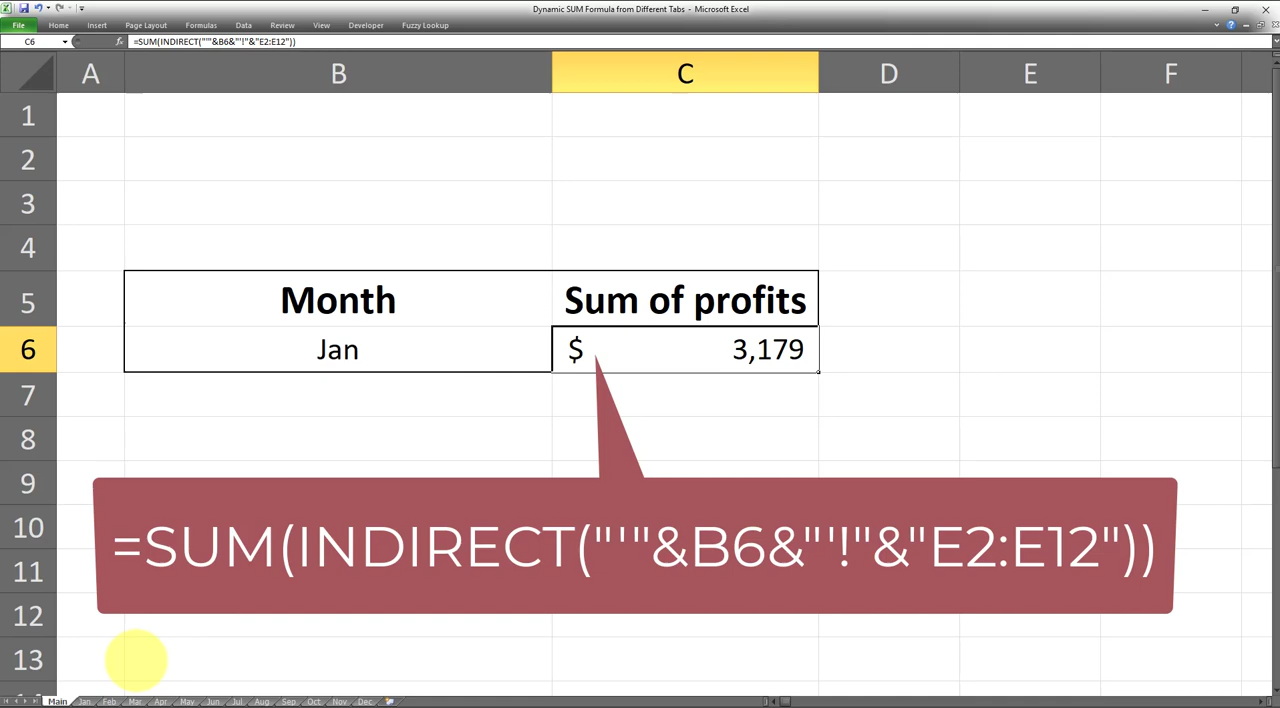 Dynamic SUM Formula from Different Tabs - Microsoft Excel
File Home Insert Page Layout Formulas Data Review View Developer Fuzzy Lookup
C6 fx =SUM(INDIRECT("'"&B6&"'!"&"E2:E12"))
A B C D E F
1
2
3
4
5 Month Sum of profits
6 Jan $ 3,179
7
8
9
10
=SUM(INDIRECT("'"&B6&"'!"&"E2:E12"))
11
12
13
Main Jan Feb Mar Apr May Jun Jul Aug Sep Oct Nov Dec